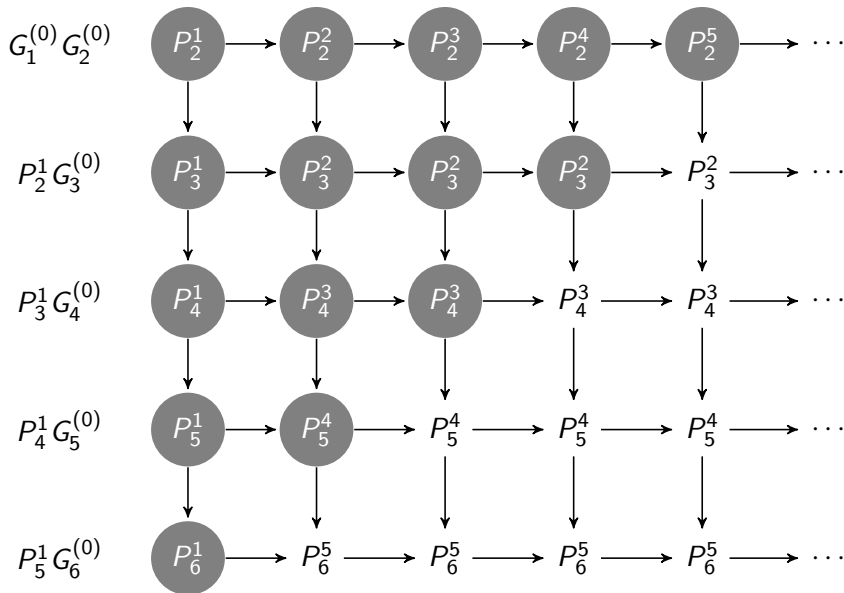 G_1^{(0)} G_2^{(0)} P_2^1 P_2^2 P_2^3 P_2^4 P_2^5 ···
P_2^1 G_3^{(0)} P_3^1 P_3^2 P_3^2 P_3^2 P_3^2 ···
P_3^1 G_4^{(0)} P_4^1 P_4^3 P_4^3 P_4^3 P_4^3 ···
P_4^1 G_5^{(0)} P_5^1 P_5^4 P_5^4 P_5^4 P_5^4 ···
P_5^1 G_6^{(0)} P_6^1 P_6^5 P_6^5 P_6^5 P_6^5 ···